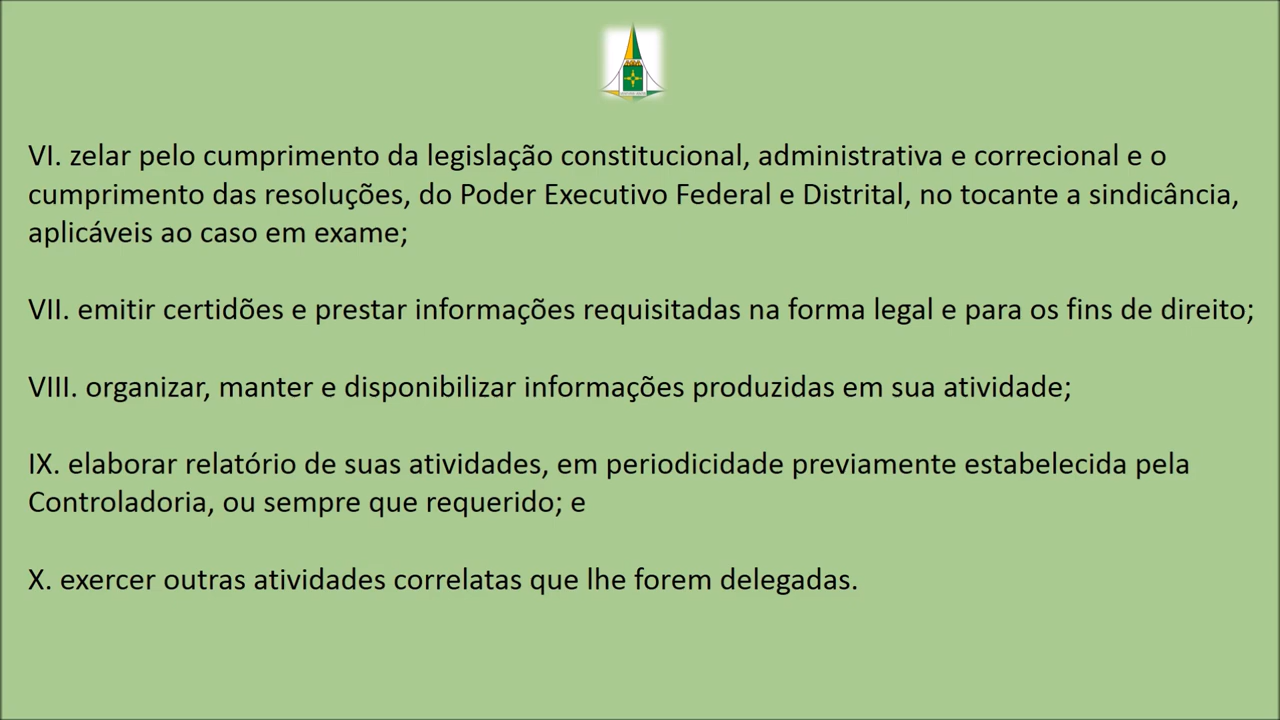 VI. zelar pelo cumprimento da legislação constitucional, administrativa e correcional e o
cumprimento das resoluções, do Poder Executivo Federal e Distrital, no tocante a sindicância,
aplicáveis ao caso em exame;
VII. emitir certidões e prestar informações requisitadas na forma legal e para os fins de direito;
VIII. organizar, manter e disponibilizar informações produzidas em sua atividade;
IX. elaborar relatório de suas atividades, em periodicidade previamente estabelecida pela
Controladoria, ou sempre que requerido; e
X. exercer outras atividades correlatas que lhe forem delegadas.